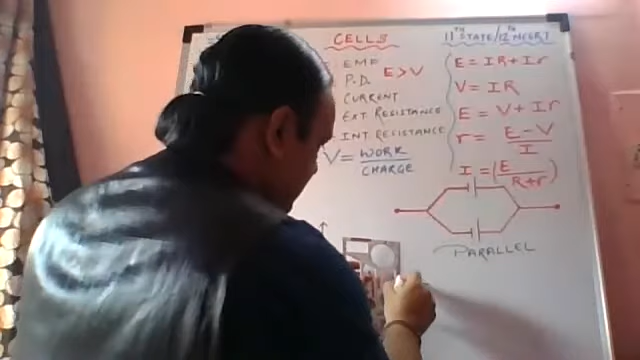 CELLS
EMF
P.D. E > V
CURRENT
EXT RESISTANCE
INT RESISTANCE
V = WORK
CHARGE
11TH STATE/12TH NCERT
E = IR + Ir
V = IR
E = V + Ir
r = E - V
I
I = (E
R+r)
PARALLEL